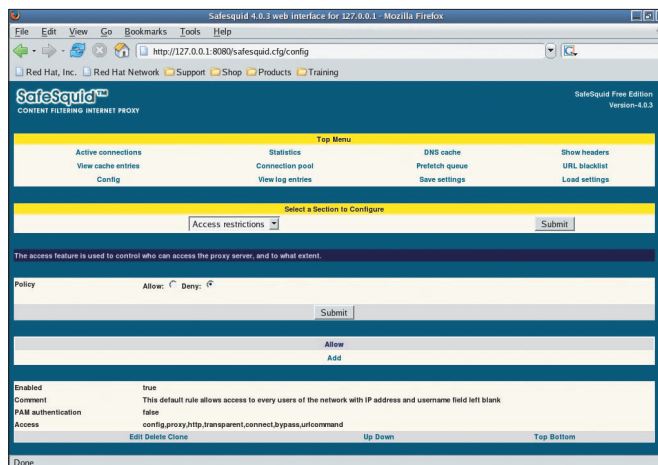 Safesquid 4.0.3 web interface for 127.0.0.1 - Mozilla Firefox
File Edit View Go Bookmarks Tools Help
http://127.0.0.1:8080/safesquid.cfg/config
Red Hat, Inc. Red Hat Network Support Shop Products Training
SafeSquid™
CONTENT FILTERING INTERNET PROXY
SafeSquid Free Edition
Version-4.0.3
Top Menu
Active connections Statistics DNS cache Show headers
View cache entries Connection pool Prefetch queue URL blacklist
Config View log entries Save settings Load settings
Select a Section to Configure
Access restrictions Submit
The access feature is used to control who can access the proxy server, and to what extent.
Policy Allow: Deny:
Submit
Allow
Add
Enabled true
Comment This default rule allows access to every users of the network with IP address and username field left blank
PAM authentication false
Access config,proxy,http,transparent,connect,bypass,urlcommand
Edit Delete Clone Up Down Top Bottom
Done